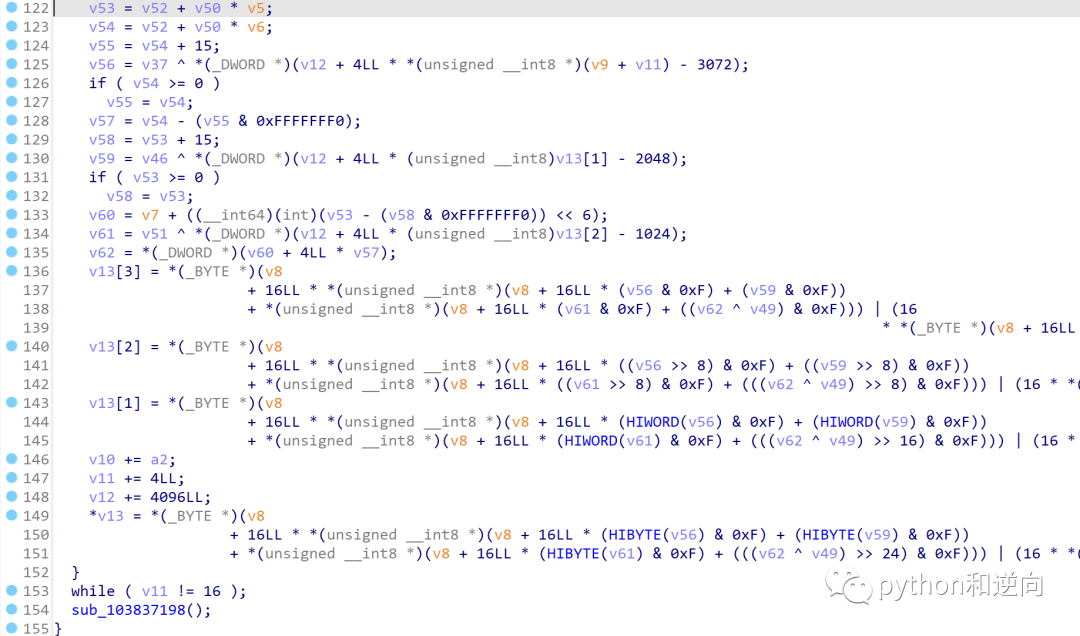 122 v53 = v52 + v50 * v5;
123 v54 = v52 + v50 * v6;
124 v55 = v54 + 15;
125 v56 = v37 ^ *(_DWORD *)(v12 + 4LL * *(unsigned __int8 *)(v9 + v11) - 3072);
126 if ( v54 >= 0 )
127 v55 = v54;
128 v57 = v54 - (v55 & 0xFFFFFFF0);
129 v58 = v53 + 15;
130 v59 = v46 ^ *(_DWORD *)(v12 + 4LL * (unsigned __int8)v13[1] - 2048);
131 if ( v53 >= 0 )
132 v58 = v53;
133 v60 = v7 + ((__int64)(int)(v53 - (v58 & 0xFFFFFFF0)) << 6);
134 v61 = v51 ^ *(_DWORD *)(v12 + 4LL * (unsigned __int8)v13[2] - 1024);
135 v62 = *(_DWORD *)(v60 + 4LL * v57);
136 v13[3] = *(_BYTE *)(v8
137 + 16LL * *(unsigned __int8 *)(v8 + 16LL * (v56 & 0xF) + (v59 & 0xF))
138 + *(unsigned __int8 *)(v8 + 16LL * (v61 & 0xF) + ((v62 ^ v49) & 0xF))) | (16
139 * *(_BYTE *)(v8 + 16LL
140 v13[2] = *(_BYTE *)(v8
141 + 16LL * *(unsigned __int8 *)(v8 + 16LL * ((v56 >> 8) & 0xF) + ((v59 >> 8) & 0xF))
142 + *(unsigned __int8 *)(v8 + 16LL * ((v61 >> 8) & 0xF) + (((v62 ^ v49) >> 8) & 0xF))) | (16 * *(
143 v13[1] = *(_BYTE *)(v8
144 + 16LL * *(unsigned __int8 *)(v8 + 16LL * (HIWORD(v56) & 0xF) + (HIWORD(v59) & 0xF))
145 + *(unsigned __int8 *)(v8 + 16LL * (HIWORD(v61) & 0xF) + (((v62 ^ v49) >> 16) & 0xF))) | (16 *
146 v10 += a2;
147 v11 += 4LL;
148 v12 += 4096LL;
149 *v13 = *(_BYTE *)(v8
150 + 16LL * *(unsigned __int8 *)(v8 + 16LL * (HIBYTE(v56) & 0xF) + (HIBYTE(v59) & 0xF))
151 + *(unsigned __int8 *)(v8 + 16LL * (HIBYTE(v61) & 0xF) + (((v62 ^ v49) >> 24) & 0xF))) | (16 * *(
152 }
153 while ( v11 != 16 );
154 sub_103837198();
155 }
python和逆向